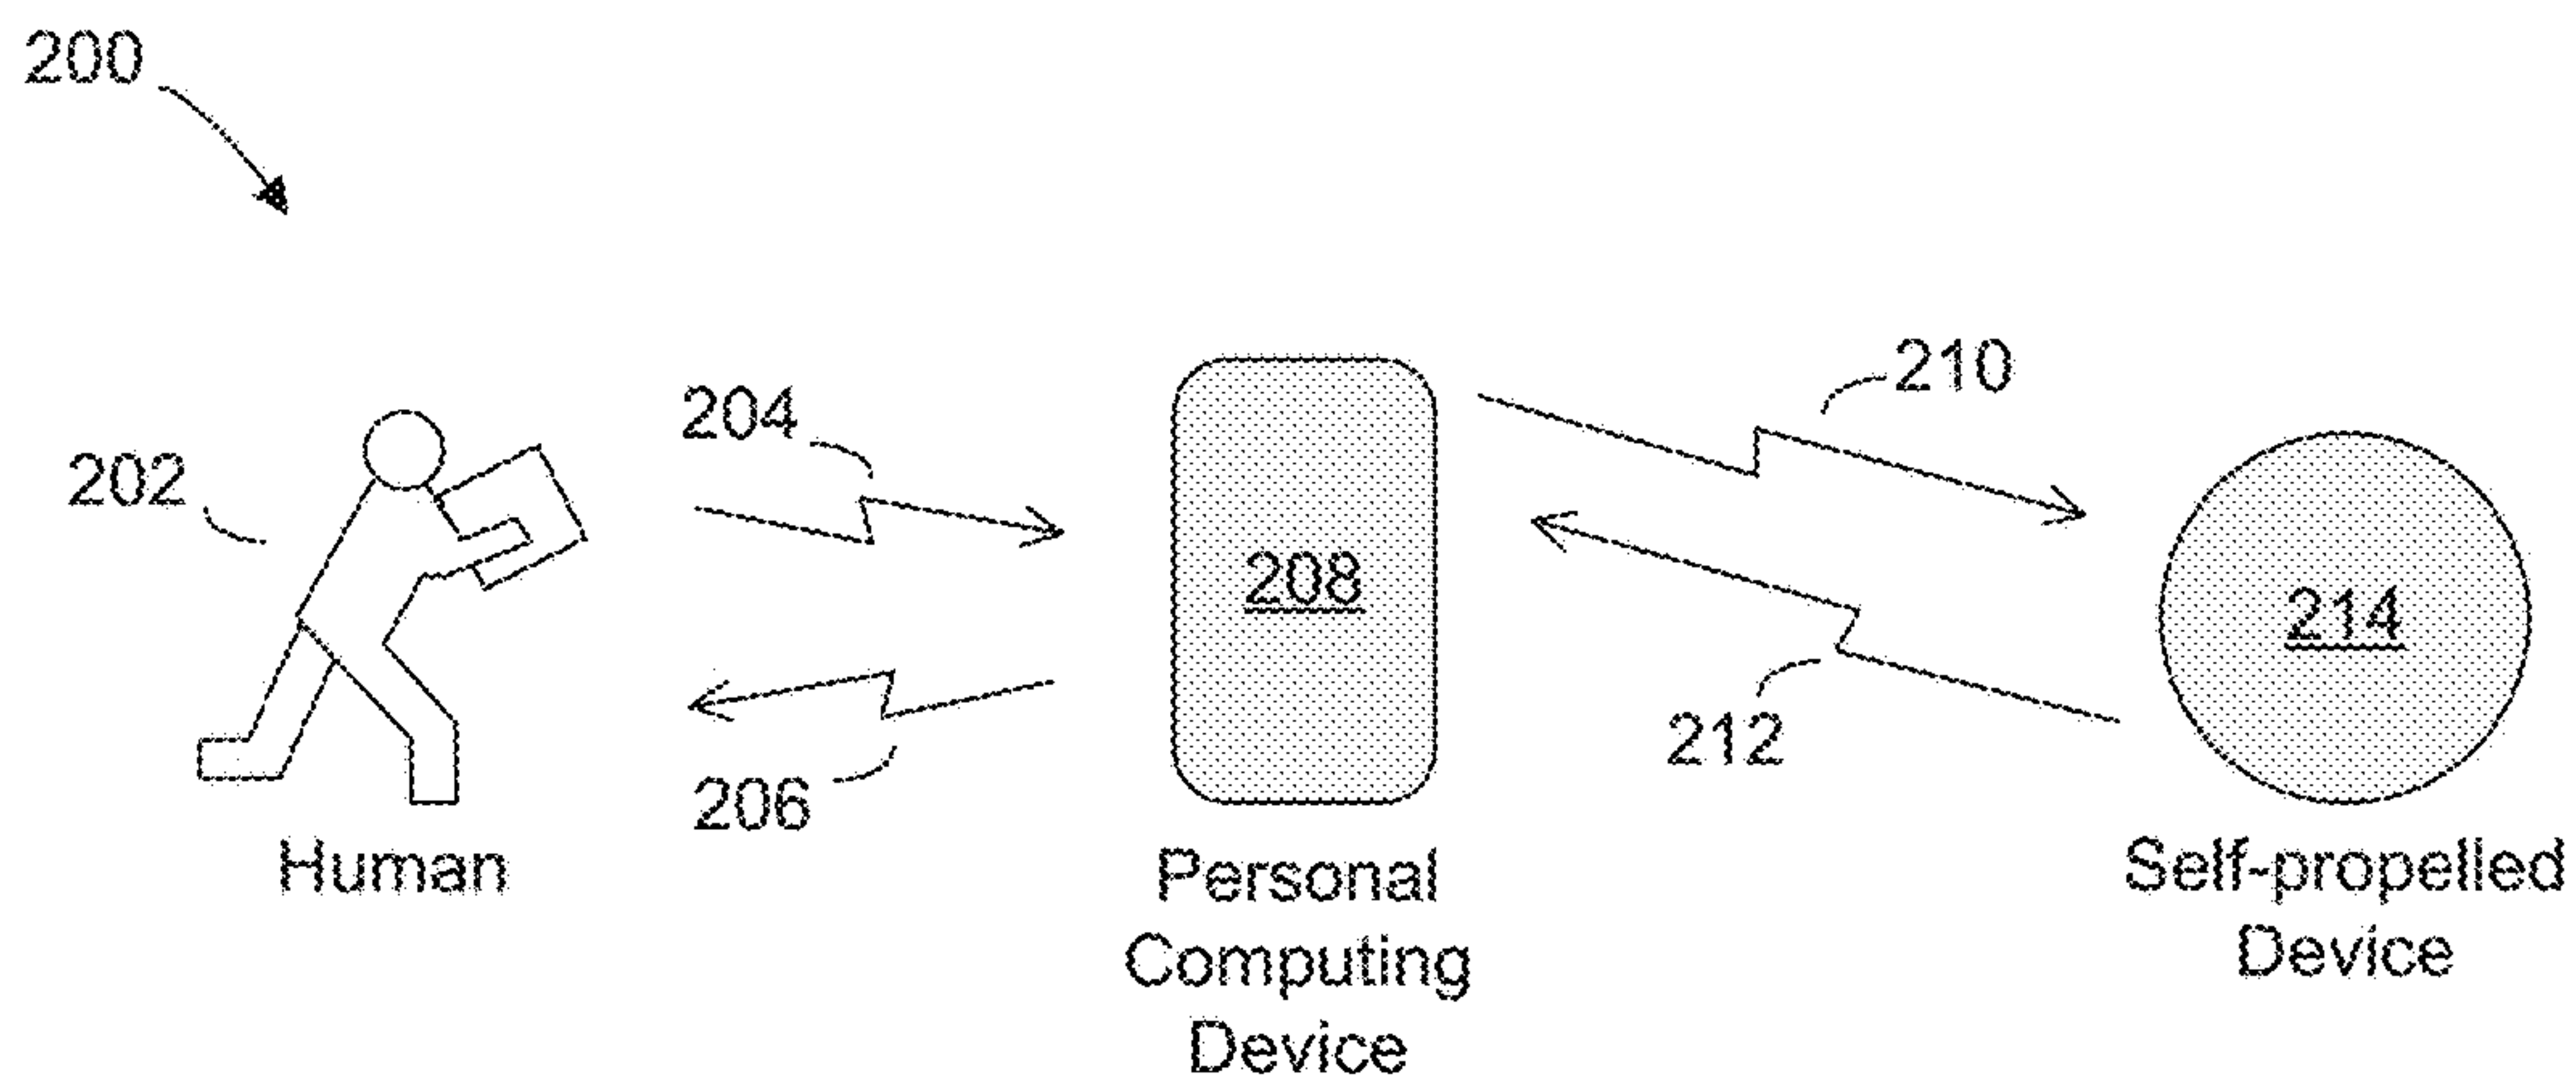 200
210
204
202
208
214
212
206
Human
Personal
Computing
Device
Self-propelled
Device